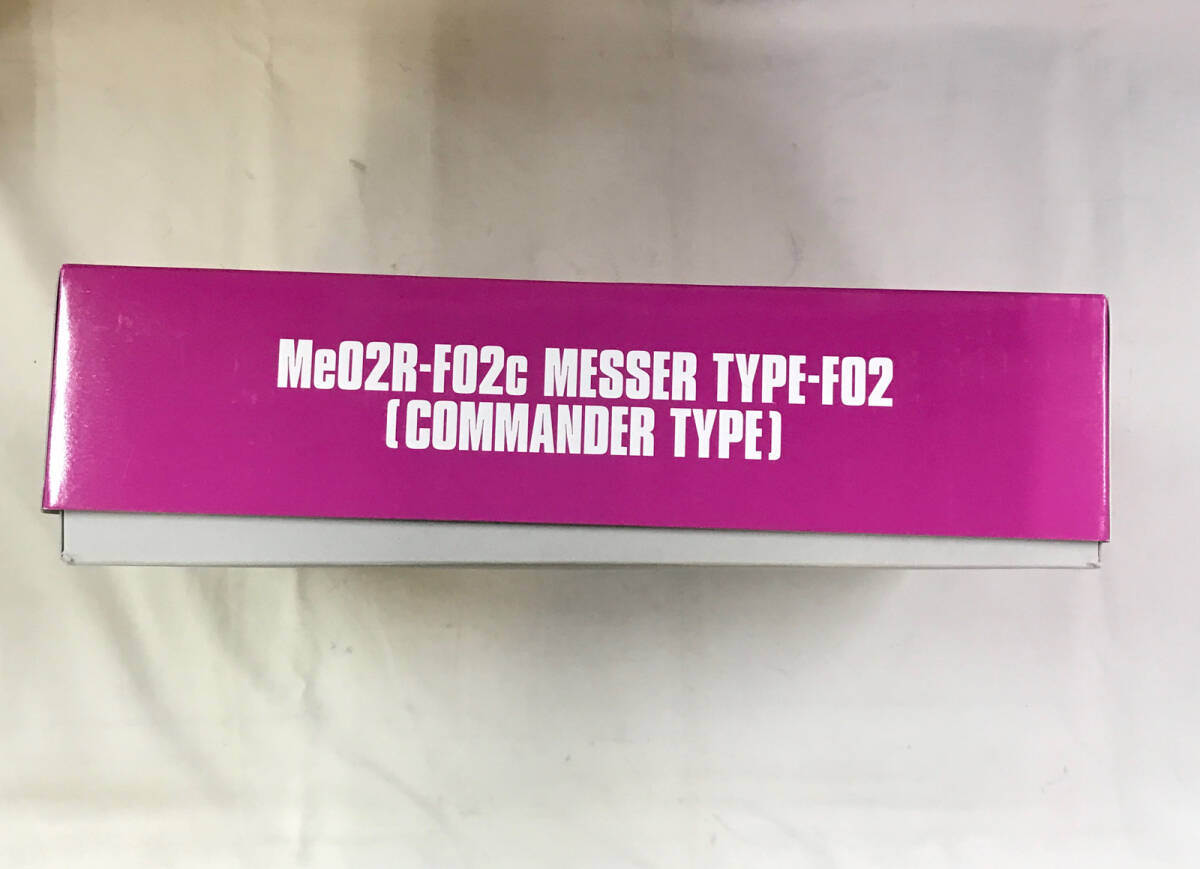 Me02R-F02c MESSER TYPE-F02
(COMMANDER TYPE)